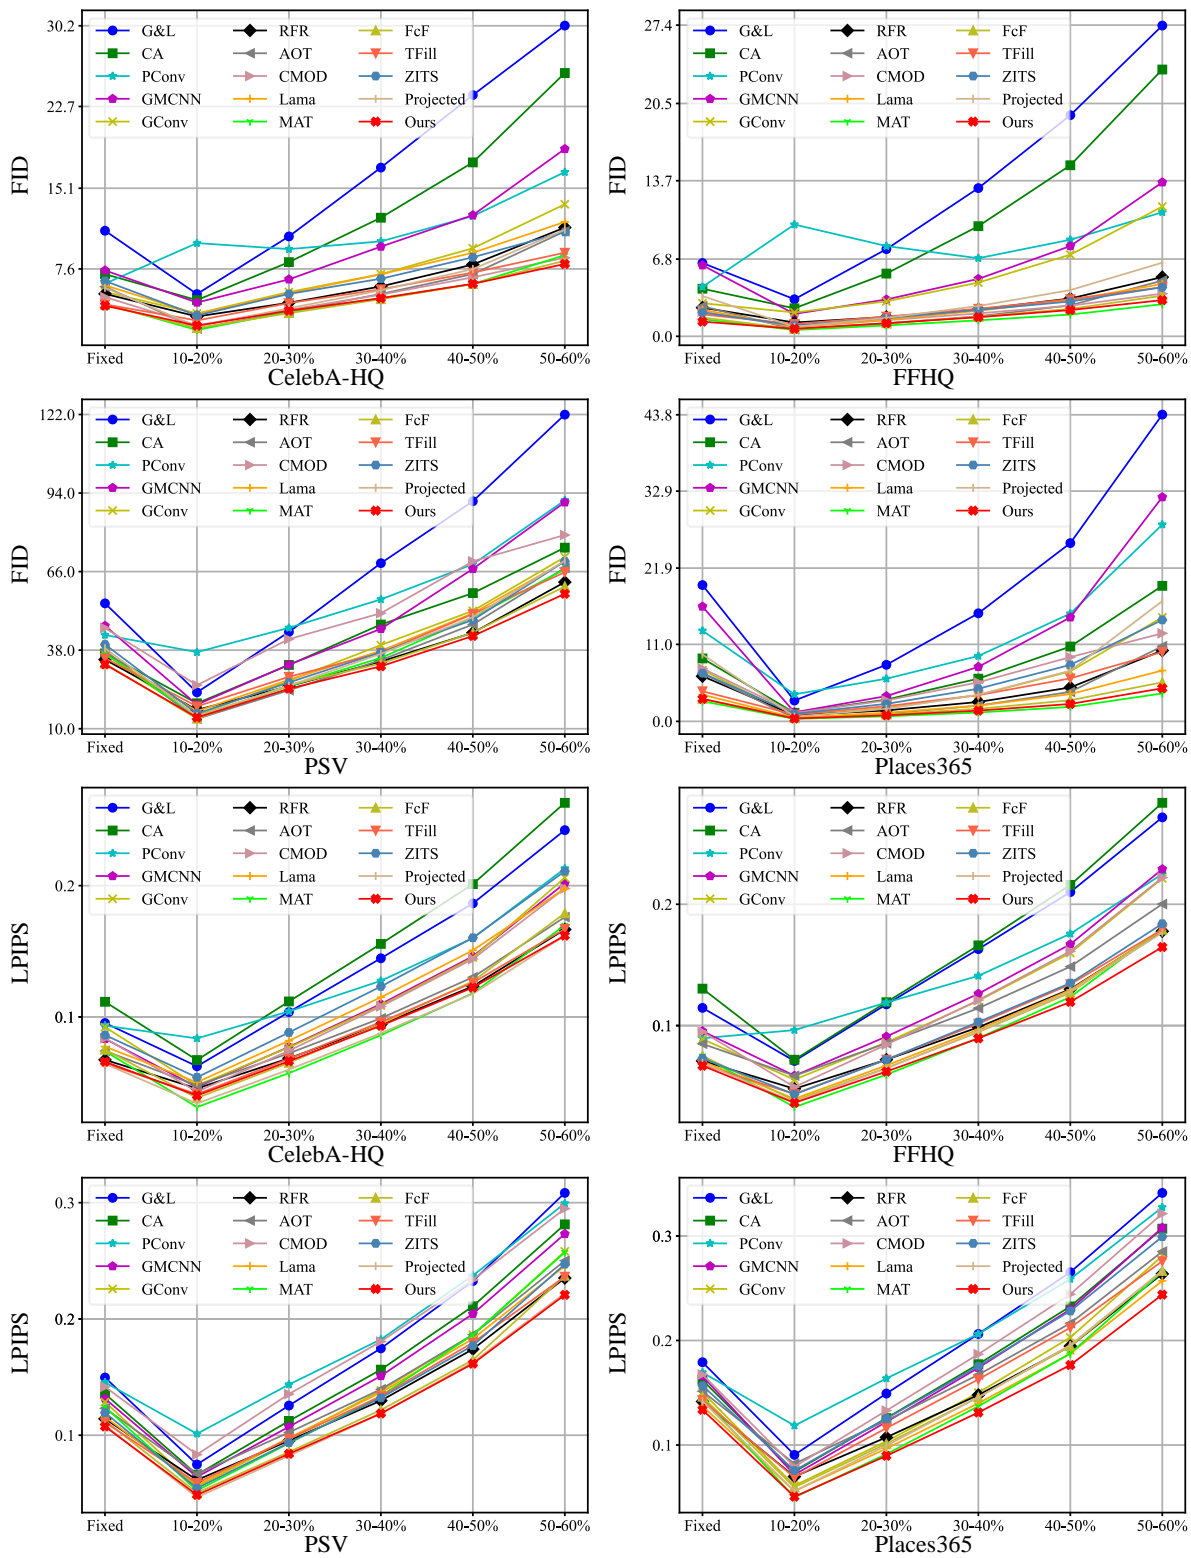 30.2
22.7
15.1
7.6
FID
G&L RFR FcF
CA AOT TFill
PConv CMOD ZITS
GMCNN Lama Projected
GConv MAT Ours
Fixed 10-20% 20-30% 30-40% 40-50% 50-60%
CelebA-HQ
27.4
20.5
13.7
6.8
0.0
FID
G&L RFR FcF
CA AOT TFill
PConv CMOD ZITS
GMCNN Lama Projected
GConv MAT Ours
Fixed 10-20% 20-30% 30-40% 40-50% 50-60%
FFHQ
122.0
94.0
66.0
38.0
10.0
FID
G&L RFR FcF
CA AOT TFill
PConv CMOD ZITS
GMCNN Lama Projected
GConv MAT Ours
Fixed 10-20% 20-30% 30-40% 40-50% 50-60%
PSV
43.8
32.9
21.9
11.0
0.0
FID
G&L RFR FcF
CA AOT TFill
PConv CMOD ZITS
GMCNN Lama Projected
GConv MAT Ours
Fixed 10-20% 20-30% 30-40% 40-50% 50-60%
Places365
0.2
0.1
LPIPS
G&L RFR FcF
CA AOT TFill
PConv CMOD ZITS
GMCNN Lama Projected
GConv MAT Ours
Fixed 10-20% 20-30% 30-40% 40-50% 50-60%
CelebA-HQ
0.2
0.1
LPIPS
G&L RFR FcF
CA AOT TFill
PConv CMOD ZITS
GMCNN Lama Projected
GConv MAT Ours
Fixed 10-20% 20-30% 30-40% 40-50% 50-60%
FFHQ
0.3
0.2
0.1
LPIPS
G&L RFR FcF
CA AOT TFill
PConv CMOD ZITS
GMCNN Lama Projected
GConv MAT Ours
Fixed 10-20% 20-30% 30-40% 40-50% 50-60%
PSV
0.3
0.2
0.1
LPIPS
G&L RFR FcF
CA AOT TFill
PConv CMOD ZITS
GMCNN Lama Projected
GConv MAT Ours
Fixed 10-20% 20-30% 30-40% 40-50% 50-60%
Places365